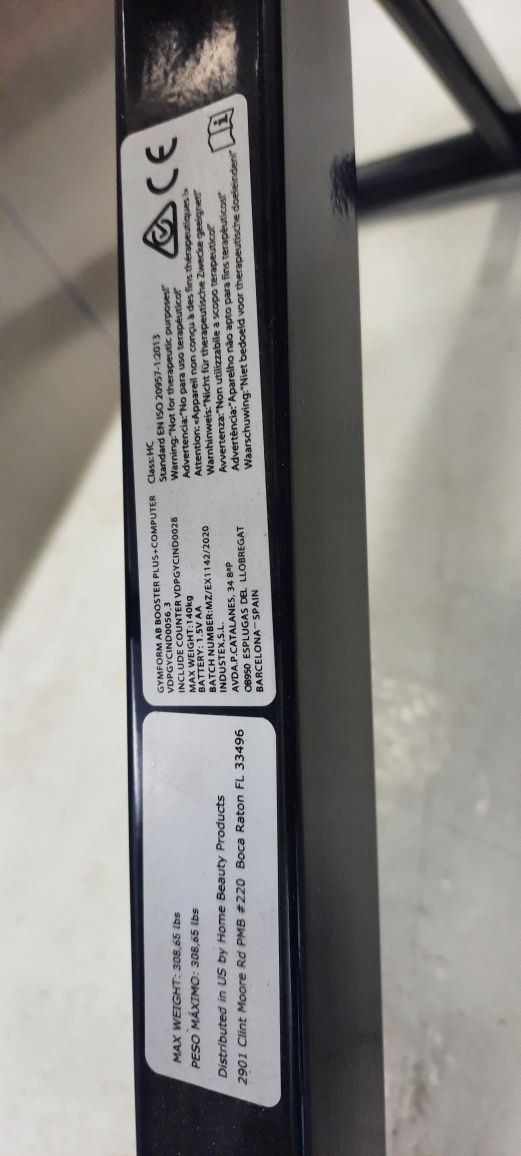 MAX WEIGHT: 308,65 lbs
PESO MÁXIMO: 308,65 lbs
Distributed in US by Home Beauty Products
2901 Clint Moore Rd PMB #220 Boca Raton FL 33496
GYMFORM AB BOOSTER PLUS+COMPUTER
VDPGYCIND0056.3
INCLUDE COUNTER VDPGYCIND0028
MAX WEIGHT:140kg
BATTERY: 1.5V AA
BATCH NUMBER:MZ/EX1142/2020
INDUSTEX,S.L.
AVDA.P.CATALANES, 34 8ªP
OB950 ESPLUGAS DEL LLOBREGAT
BARCELONA-SPAIN
Class:HC
Standard EN ISO 20957-1:2013
Warning:"Not for therapeutic purposes!"
Advertencia:"No para uso terapéutico!"
Attention:«Appareil non conçu à des fins thérapeutiques !»
Warnhinweis:"Nicht für therapeutische Zwecke geeignet!"
Avvertenza:"Non utilizzabile a scopo terapeutico!"
Advertência:"Aparelho não apto para fins terapêuticos!"
Waarschuwing:"Niet bedoeld voor therapeutische doeleinden!"
CE